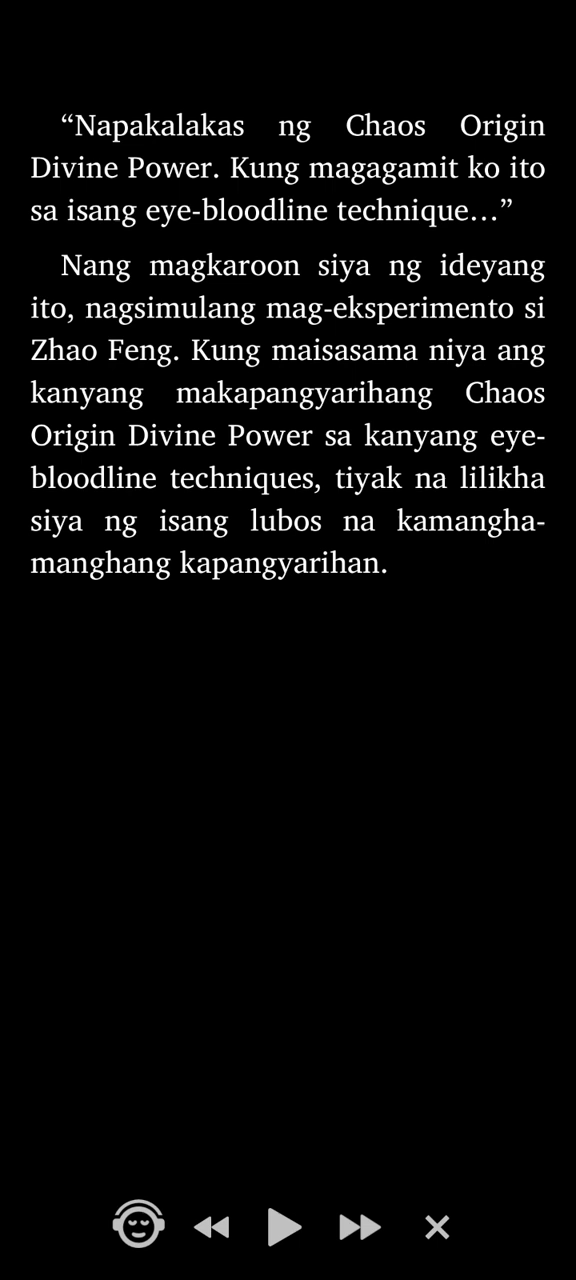 “Napakalakas ng Chaos Origin
Divine Power. Kung magagamit ko ito
sa isang eye-bloodline technique…”
Nang magkaroon siya ng ideyang
ito, nagsimulang mag-eksperimento si
Zhao Feng. Kung maisasama niya ang
kanyang makapangyarihang Chaos
Origin Divine Power sa kanyang eye-
bloodline techniques, tiyak na lilikha
siya ng isang lubos na kamangha-
manghang kapangyarihan.